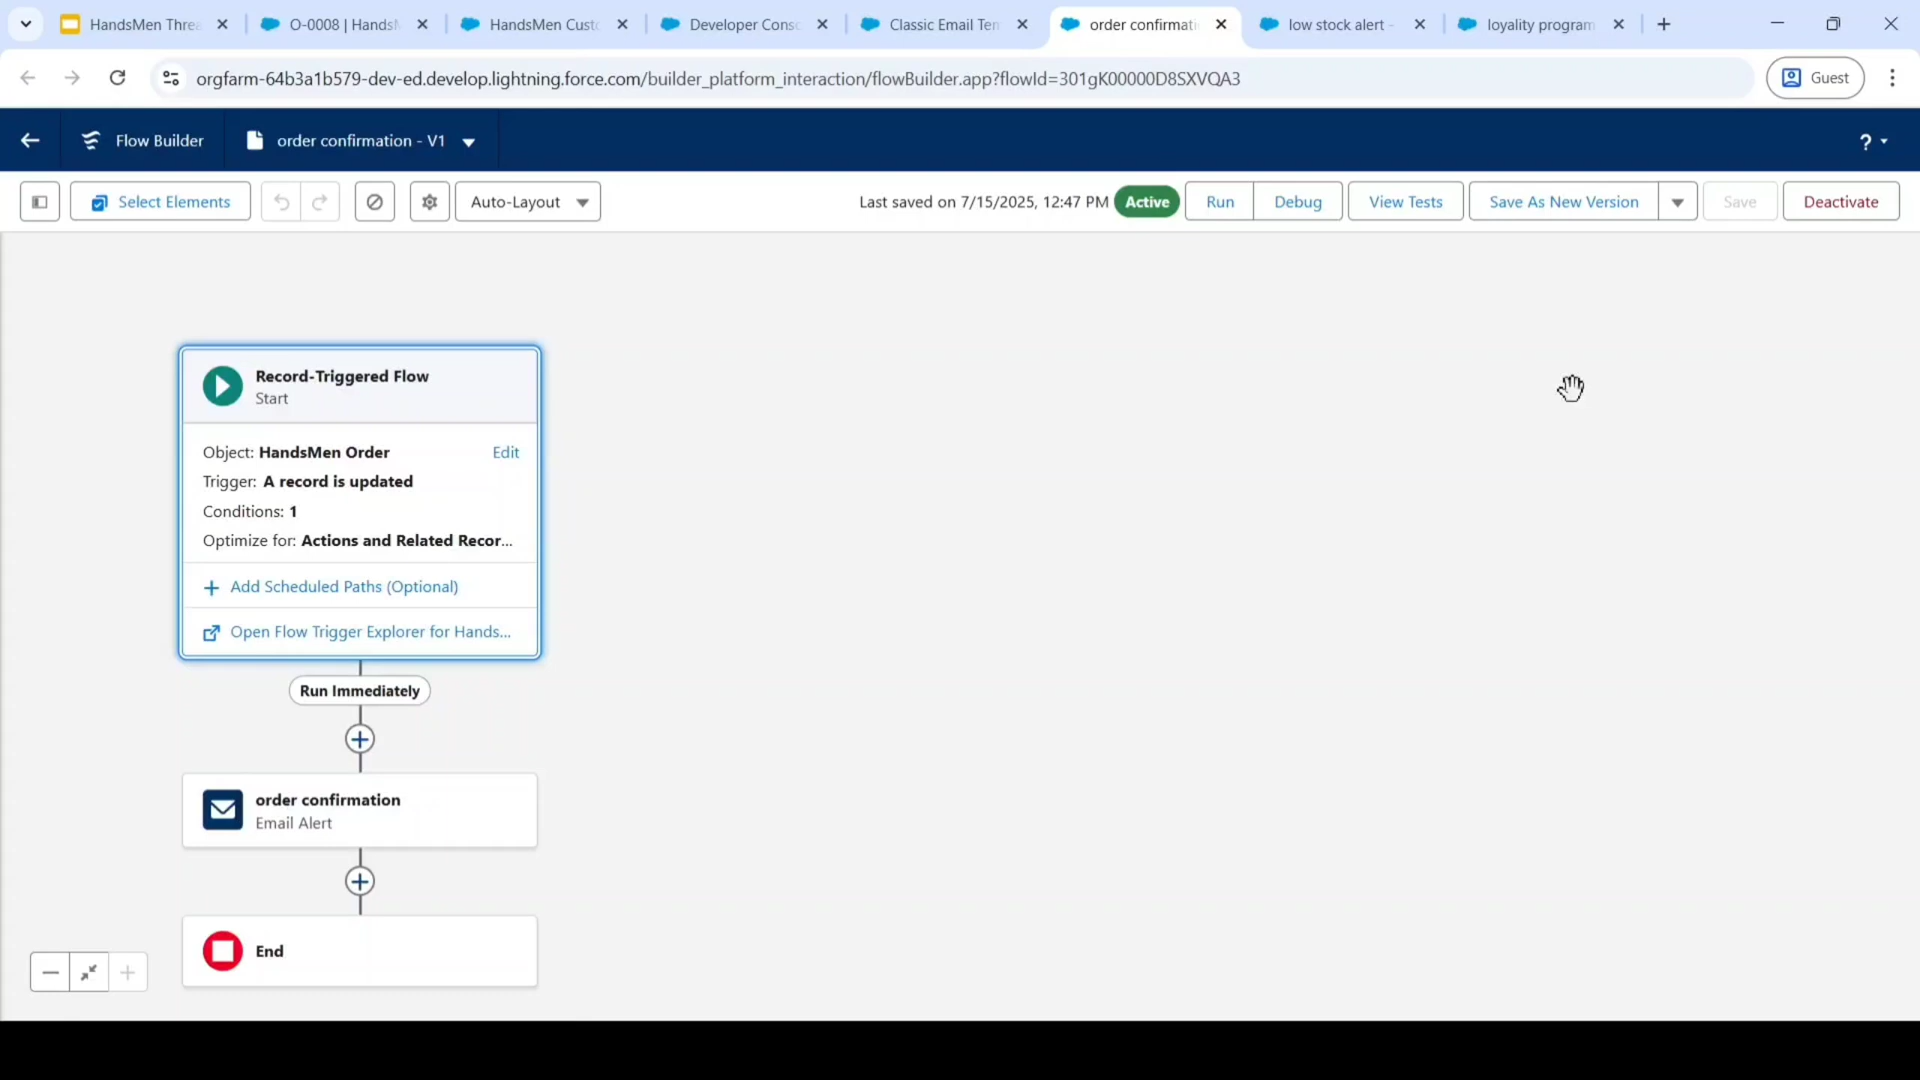 HandsMen Threa
O-0008 | HandsM
HandsMen Custo
Developer Conso
Classic Email Tem
order confirmati
low stock alert -
loyality program
orgfarm-64b3a1b579-dev-ed.develop.lightning.force.com/builder_platform_interaction/flowBuilder.app?flowId=301gK00000D8SXVQA3
Guest
Flow Builder
order confirmation - V1
?
Select Elements
Auto-Layout
Last saved on 7/15/2025, 12:47 PM
Active
Run
Debug
View Tests
Save As New Version
Save
Deactivate
Record-Triggered Flow
Start
Object: HandsMen Order
Edit
Trigger: A record is updated
Conditions: 1
Optimize for: Actions and Related Recor...
Add Scheduled Paths (Optional)
Open Flow Trigger Explorer for Hands...
Run Immediately
order confirmation
Email Alert
End